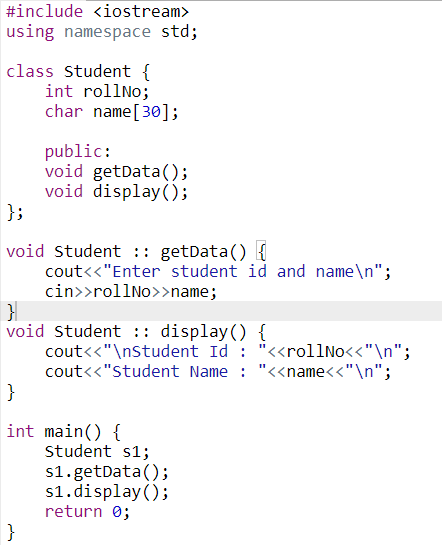 #include <iostream>
using namespace std;

class Student {
    int rollNo;
    char name[30];

    public:
    void getData();
    void display();
};

void Student :: getData() {
    cout<<"Enter student id and name\n";
    cin>>rollNo>>name;
}
void Student :: display() {
    cout<<"\nStudent Id : "<<rollNo<<"\n";
    cout<<"Student Name : "<<name<<"\n";
}

int main() {
    Student s1;
    s1.getData();
    s1.display();
    return 0;
}